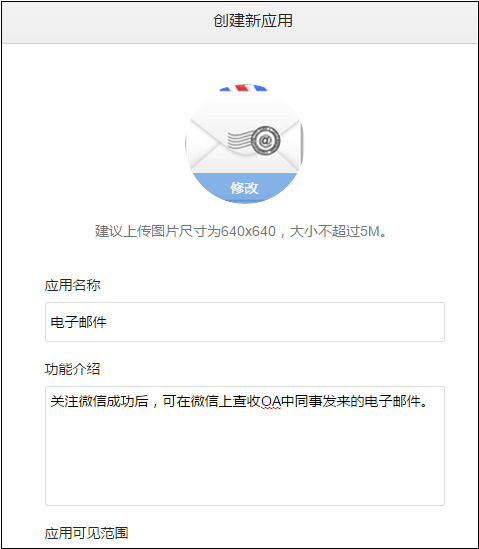 创建新应用
@
修改
建议上传图片尺寸为640x640，大小不超过5M。
应用名称
电子邮件
功能介绍
关注微信成功后，可在微信上查收OA中同事发来的电子邮件。
应用可见范围